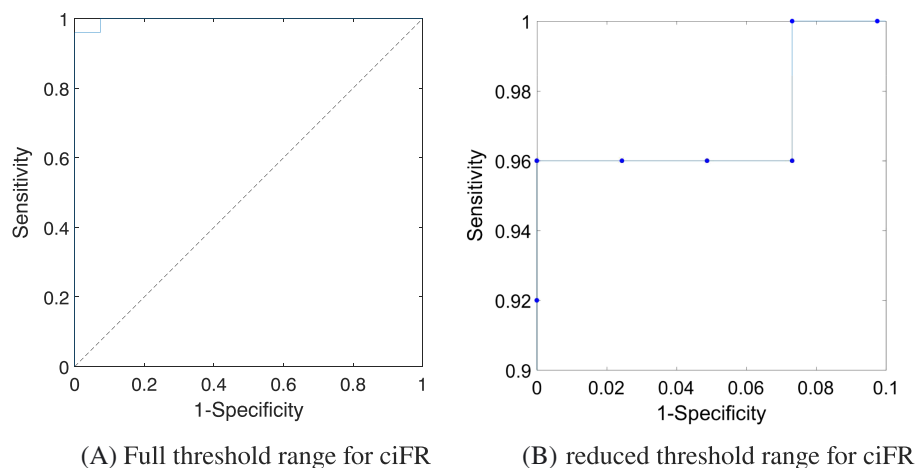 1
0.8
0.6
0.4
0.2
0
Sensitivity
0 0.2 0.4 0.6 0.8 1
1-Specificity
(A) Full threshold range for ciFR
1
0.98
0.96
0.94
0.92
0.9
Sensitivity
0 0.02 0.04 0.06 0.08 0.1
1-Specificity
(B) reduced threshold range for ciFR